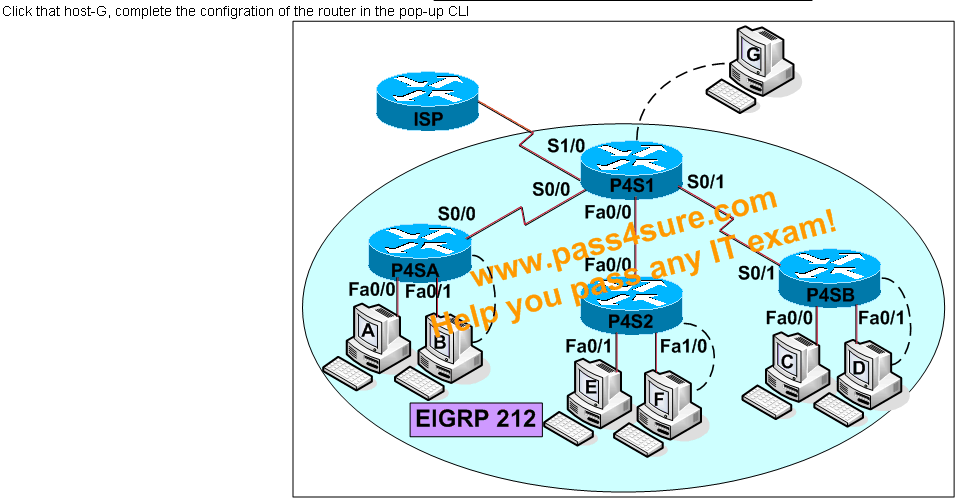 Click that host-G, complete the configration of the router in the pop-up CLI
G
ISP
S1/0
P4S1
S0/0
S0/1
S0/0
Fa0/0
www.pass4sure.com
Help you pass any IT exam!
P4SA
Fa0/0
S0/1
P4SB
Fa0/0
Fa0/1
P4S2
Fa0/0
Fa0/1
A
B
Fa0/1
Fa1/0
C
D
E
F
EIGRP 212